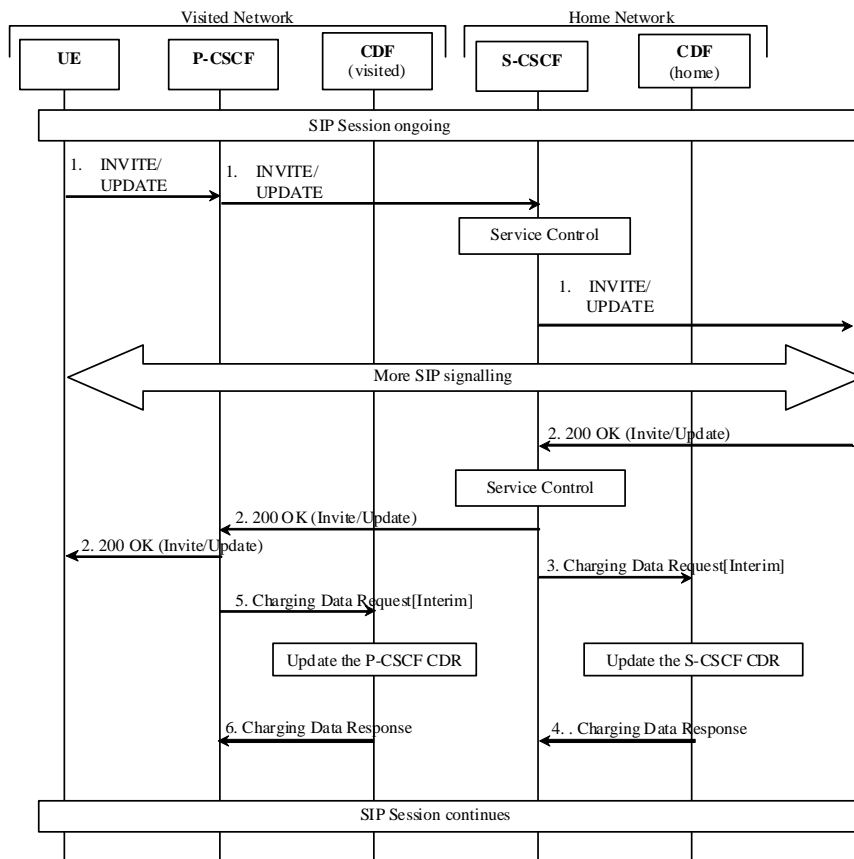 Visited Network
Home Network
UE
P-CSCF
CDF
(visited)
S-CSCF
CDF
(home)
SIP Session ongoing
1. INVITE/
UPDATE
1. INVITE/
UPDATE
Service Control
1. INVITE/
UPDATE
More SIP signalling
2. 200 OK (Invite/Update)
Service Control
2. 200 OK (Invite/Update)
2. 200 OK (Invite/Update)
3. Charging Data Request[Interim]
5. Charging Data Request[Interim]
Update the P-CSCF CDR
Update the S-CSCF CDR
6. Charging Data Response
4. . Charging Data Response
SIP Session continues